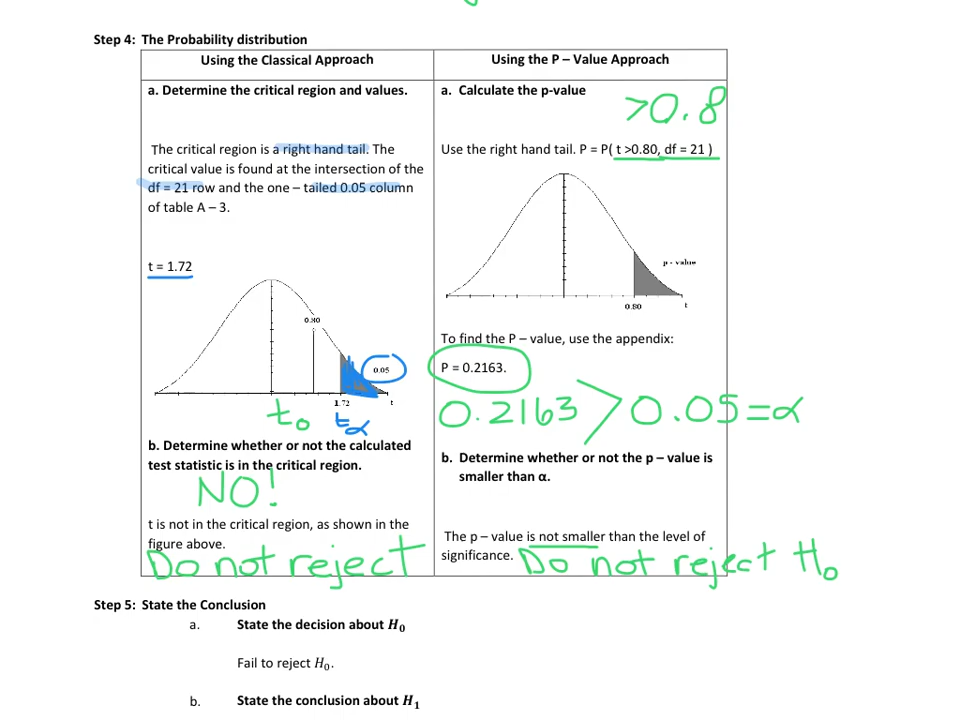 Step 4: The Probability distribution
Using the Classical Approach
a. Determine the critical region and values.
The critical region is a right hand tail. The
critical value is found at the intersection of the
df = 21 row and the one – tailed 0.05 column
of table A – 3.
t = 1.72
0.80
0.05
1.72
t
t₀ tα
b. Determine whether or not the calculated
test statistic is in the critical region.
NO!
t is not in the critical region, as shown in the
figure above.
Do not reject
Using the P – Value Approach
a. Calculate the p-value
>0.8
Use the right hand tail. P = P( t >0.80, df = 21 )
p - value
0.80
t
To find the P – value, use the appendix:
P = 0.2163.
0.2163 > 0.05 = α
b. Determine whether or not the p – value is
smaller than α.
The p – value is not smaller than the level of
significance.
Do not reject H₀
Step 5: State the Conclusion
a. State the decision about H₀
Fail to reject H₀.
b. State the conclusion about H₁